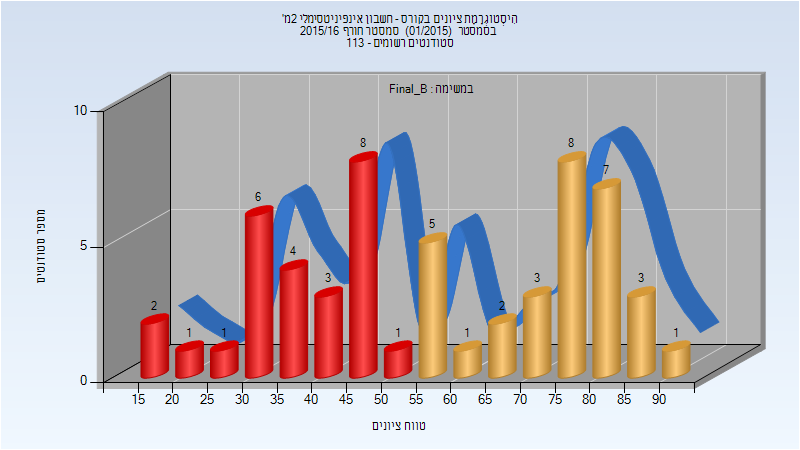 היסטוגרמת ציונים בקורס - חשבון אינפיניטסימלי 2מ'
בסמסטר (01/2015) סמסטר חורף 2015/16
סטודנטים רשומים - 113
במשימה : Final_B
מספר סטודנטים
10
5
0
2
1
1
6
4
3
8
1
5
1
2
3
8
7
3
1
15 20 25 30 35 40 45 50 55 60 65 70 75 80 85 90
טווח ציונים